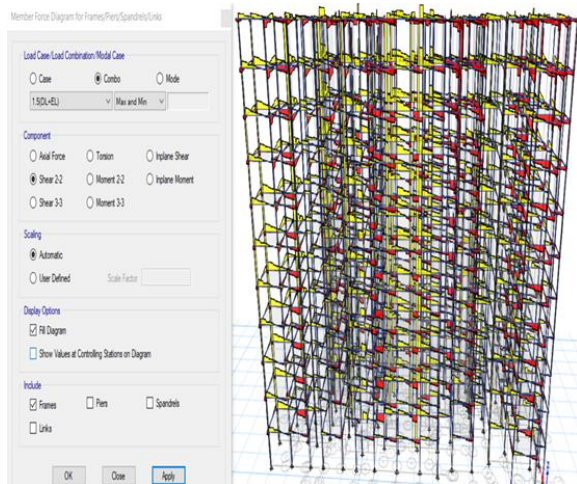 Member Force Diagram for Frames/Piers/Spandrels/Links
Load Case/Load Combination/Modal Case
Case Combo Mode
1.5(DL+EL) Max and Min
Component
Axial Force Torsion Inplane Shear
Shear 2-2 Moment 2-2 Inplane Moment
Shear 3-3 Moment 3-3
Scaling
Automatic
User Defined Scale Factor
Display Options
Fill Diagram
Show Values at Controlling Stations on Diagram
Include
Frames Piers Spandrels
Links
OK Close Apply